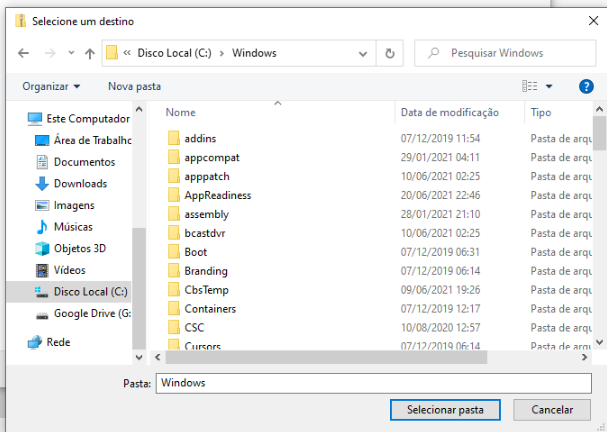 Selecione um destino
« Disco Local (C:) > Windows
Pesquisar Windows
Organizar
Nova pasta
?
Nome
Data de modificação
Tipo
Este Computador
Área de Trabalho
Documentos
Downloads
Imagens
Músicas
Objetos 3D
Vídeos
Disco Local (C:)
Google Drive (G:
Rede
addins 07/12/2019 11:54 Pasta de arqu
appcompat 29/01/2021 04:11 Pasta de arqu
apppatch 10/06/2021 02:25 Pasta de arqu
AppReadiness 20/06/2021 22:46 Pasta de arqu
assembly 28/01/2021 21:10 Pasta de arqu
bcastdvr 10/06/2021 02:25 Pasta de arqu
Boot 07/12/2019 06:31 Pasta de arqu
Branding 07/12/2019 06:14 Pasta de arqu
CbsTemp 09/06/2021 19:26 Pasta de arqu
Containers 07/12/2019 12:17 Pasta de arqu
CSC 10/08/2020 12:57 Pasta de arqu
Cursors 07/12/2019 06:14 Pasta de arqu
Pasta: Windows
Selecionar pasta
Cancelar